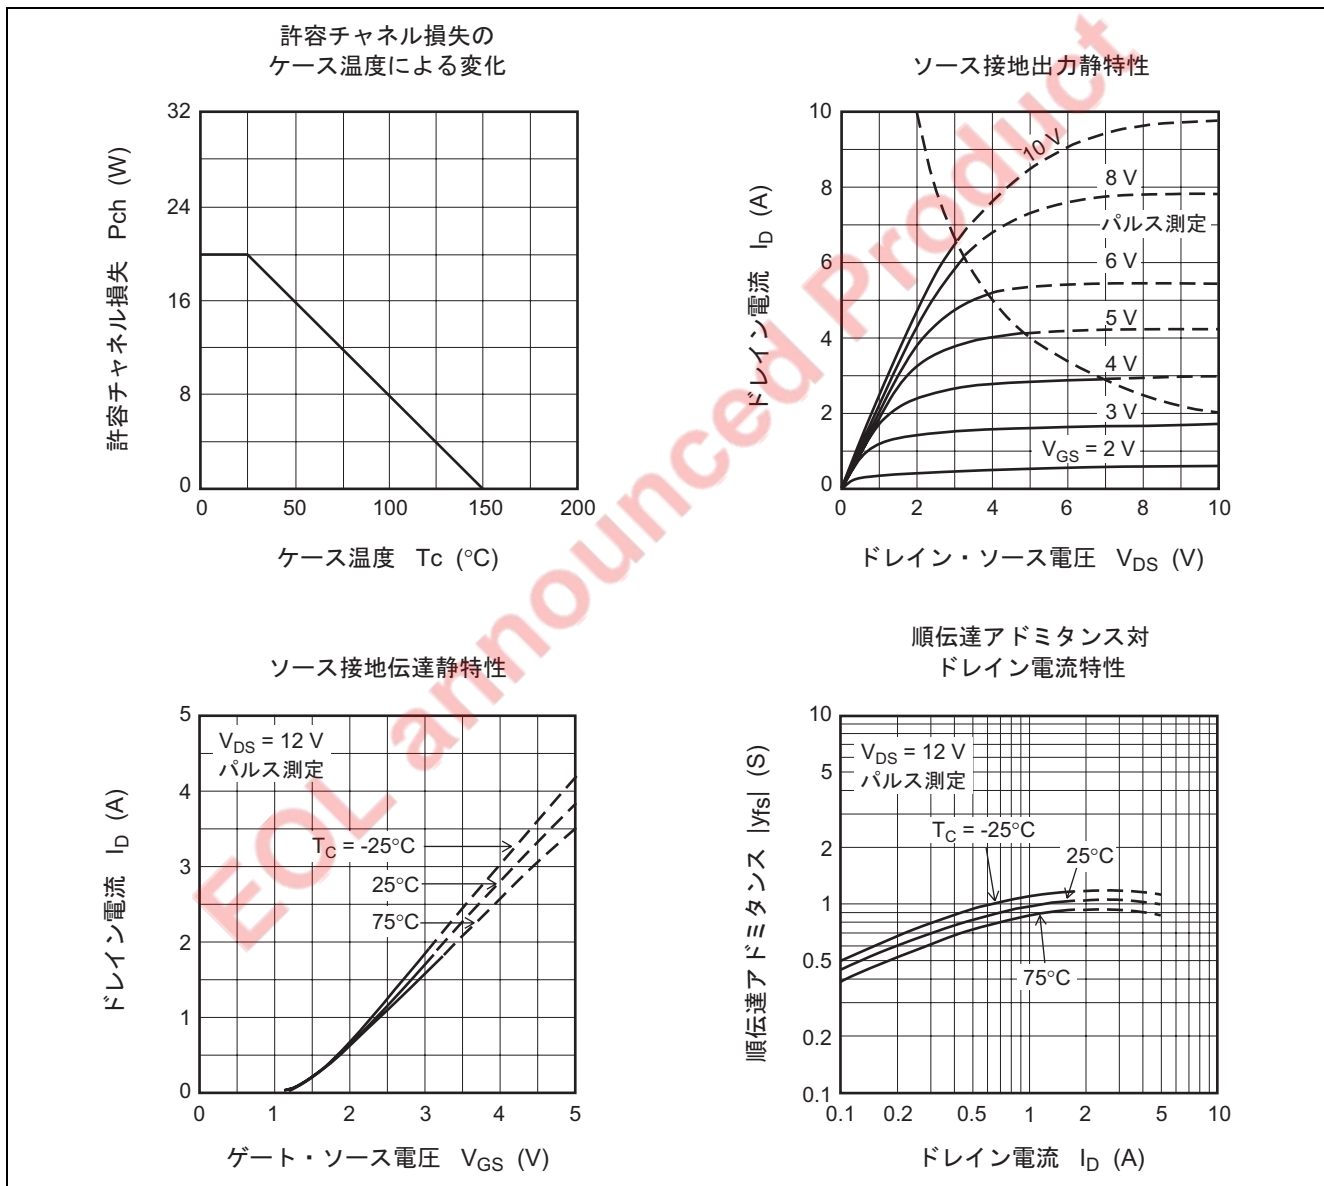 許容チャネル損失の
ケース温度による変化
許容チャネル損失 Pch (W)
32
24
16
8
0
0 50 100 150 200
ケース温度 Tc (°C)
ソース接地出力静特性
ドレイン電流 ID (A)
10
8
6
4
2
0
10 V
8 V
パルス測定
6 V
5 V
4 V
3 V
VGS = 2 V
0 2 4 6 8 10
ドレイン・ソース電圧 VDS (V)
ソース接地伝達静特性
ドレイン電流 ID (A)
5
4
3
2
1
0
VDS = 12 V
パルス測定
TC = -25°C
25°C
75°C
0 1 2 3 4 5
ゲート・ソース電圧 VGS (V)
順伝達アドミタンス対
ドレイン電流特性
順伝達アドミタンス |yfs| (S)
10
5
2
1
0.5
0.2
0.1
VDS = 12 V
パルス測定
TC = -25°C
25°C
75°C
0.1 0.2 0.5 1 2 5 10
ドレイン電流 ID (A)
EOL announced Product